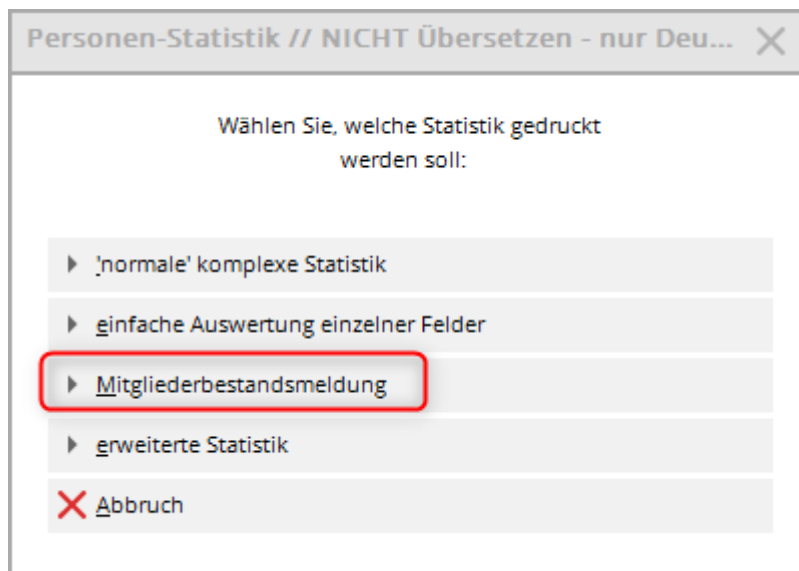 Personen-Statistik // NICHT Übersetzen - nur Deu...
Wählen Sie, welche Statistik gedruckt
werden soll:
'normale' komplexe Statistik
einfache Auswertung einzelner Felder
Mitgliederbestandsmeldung
erweiterte Statistik
Abbruch